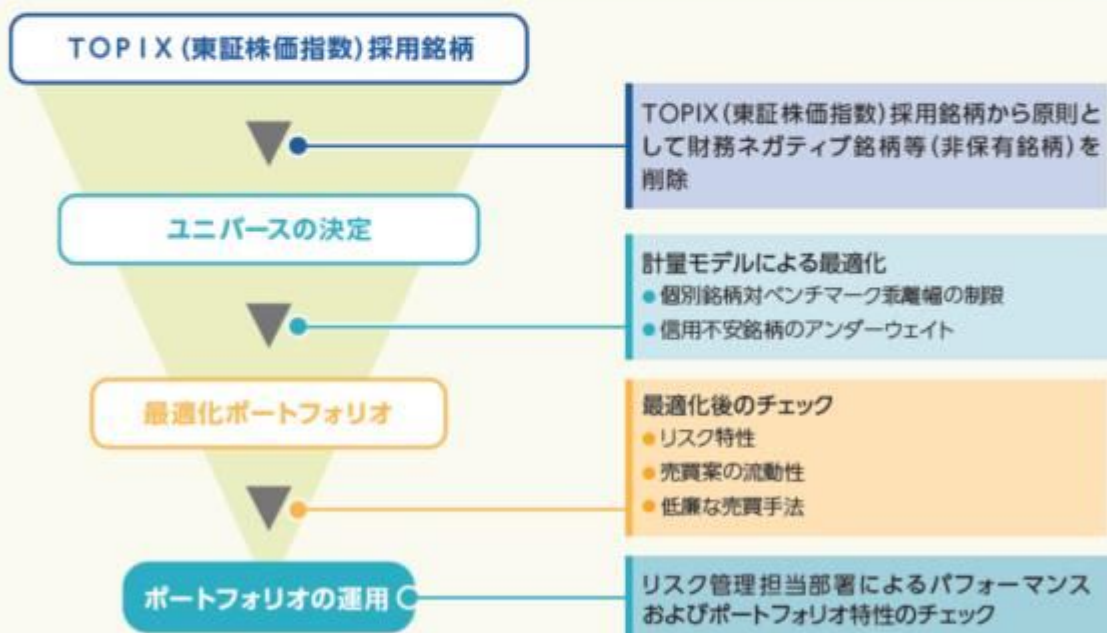 TOPIX(東証株価指数)採用銘柄
TOPIX(東証株価指数)採用銘柄から原則と
して財務ネガティブ銘柄等(非保有銘柄)を
削除
ユニバースの決定
計量モデルによる最適化
●個別銘柄対ベンチマーク乖離幅の制限
●信用不安銘柄のアンダーウェイト
最適化ポートフォリオ
最適化後のチェック
●リスク特性
●売買案の流動性
●低廉な売買手法
ポートフォリオの運用
リスク管理担当部署によるパフォーマンス
およびポートフォリオ特性のチェック